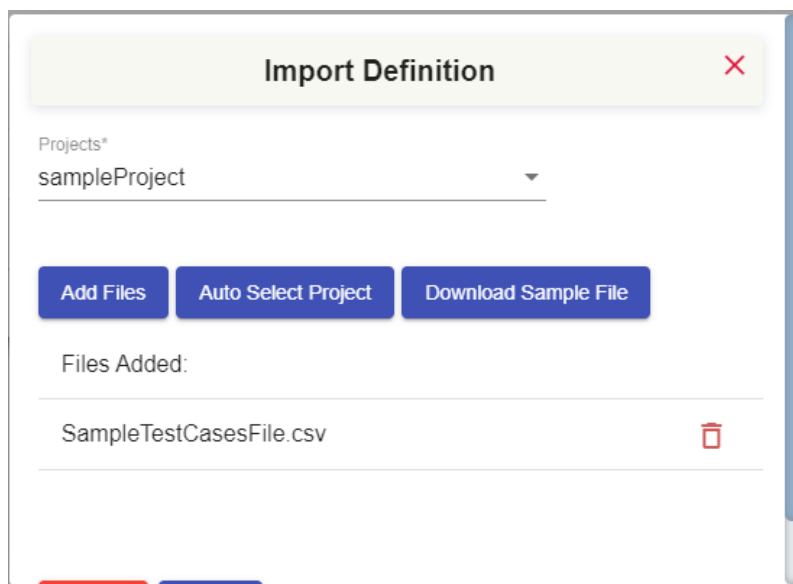 Import Definition
Projects*
sampleProject
Add Files Auto Select Project Download Sample File
Files Added:
SampleTestCasesFile.csv